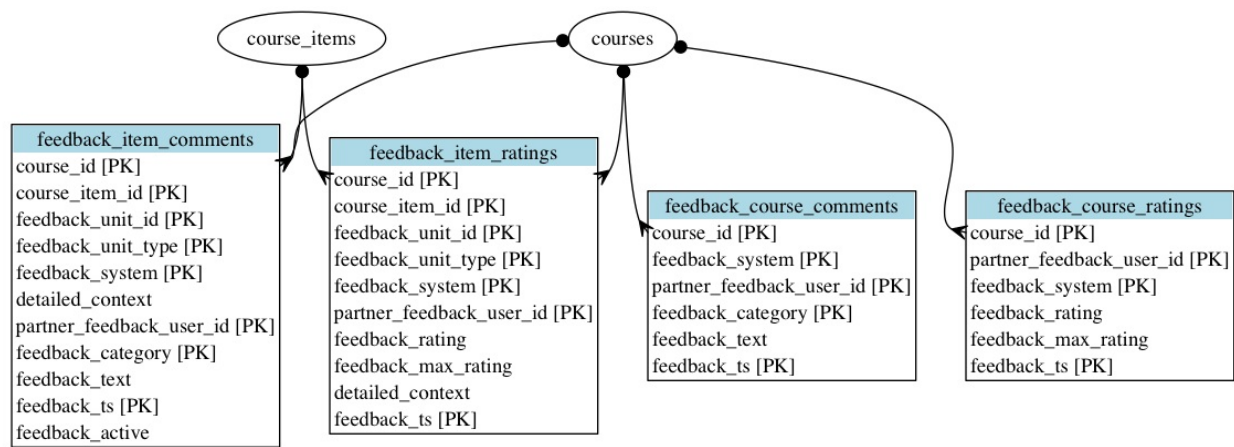 course_items
courses
feedback_item_comments
course_id [PK]
course_item_id [PK]
feedback_unit_id [PK]
feedback_unit_type [PK]
feedback_system [PK]
detailed_context
partner_feedback_user_id [PK]
feedback_category [PK]
feedback_text
feedback_ts [PK]
feedback_active
feedback_item_ratings
course_id [PK]
course_item_id [PK]
feedback_unit_id [PK]
feedback_unit_type [PK]
feedback_system [PK]
partner_feedback_user_id [PK]
feedback_rating
feedback_max_rating
detailed_context
feedback_ts [PK]
feedback_course_comments
course_id [PK]
feedback_system [PK]
partner_feedback_user_id [PK]
feedback_category [PK]
feedback_text
feedback_ts [PK]
feedback_course_ratings
course_id [PK]
partner_feedback_user_id [PK]
feedback_system [PK]
feedback_rating
feedback_max_rating
feedback_ts [PK]